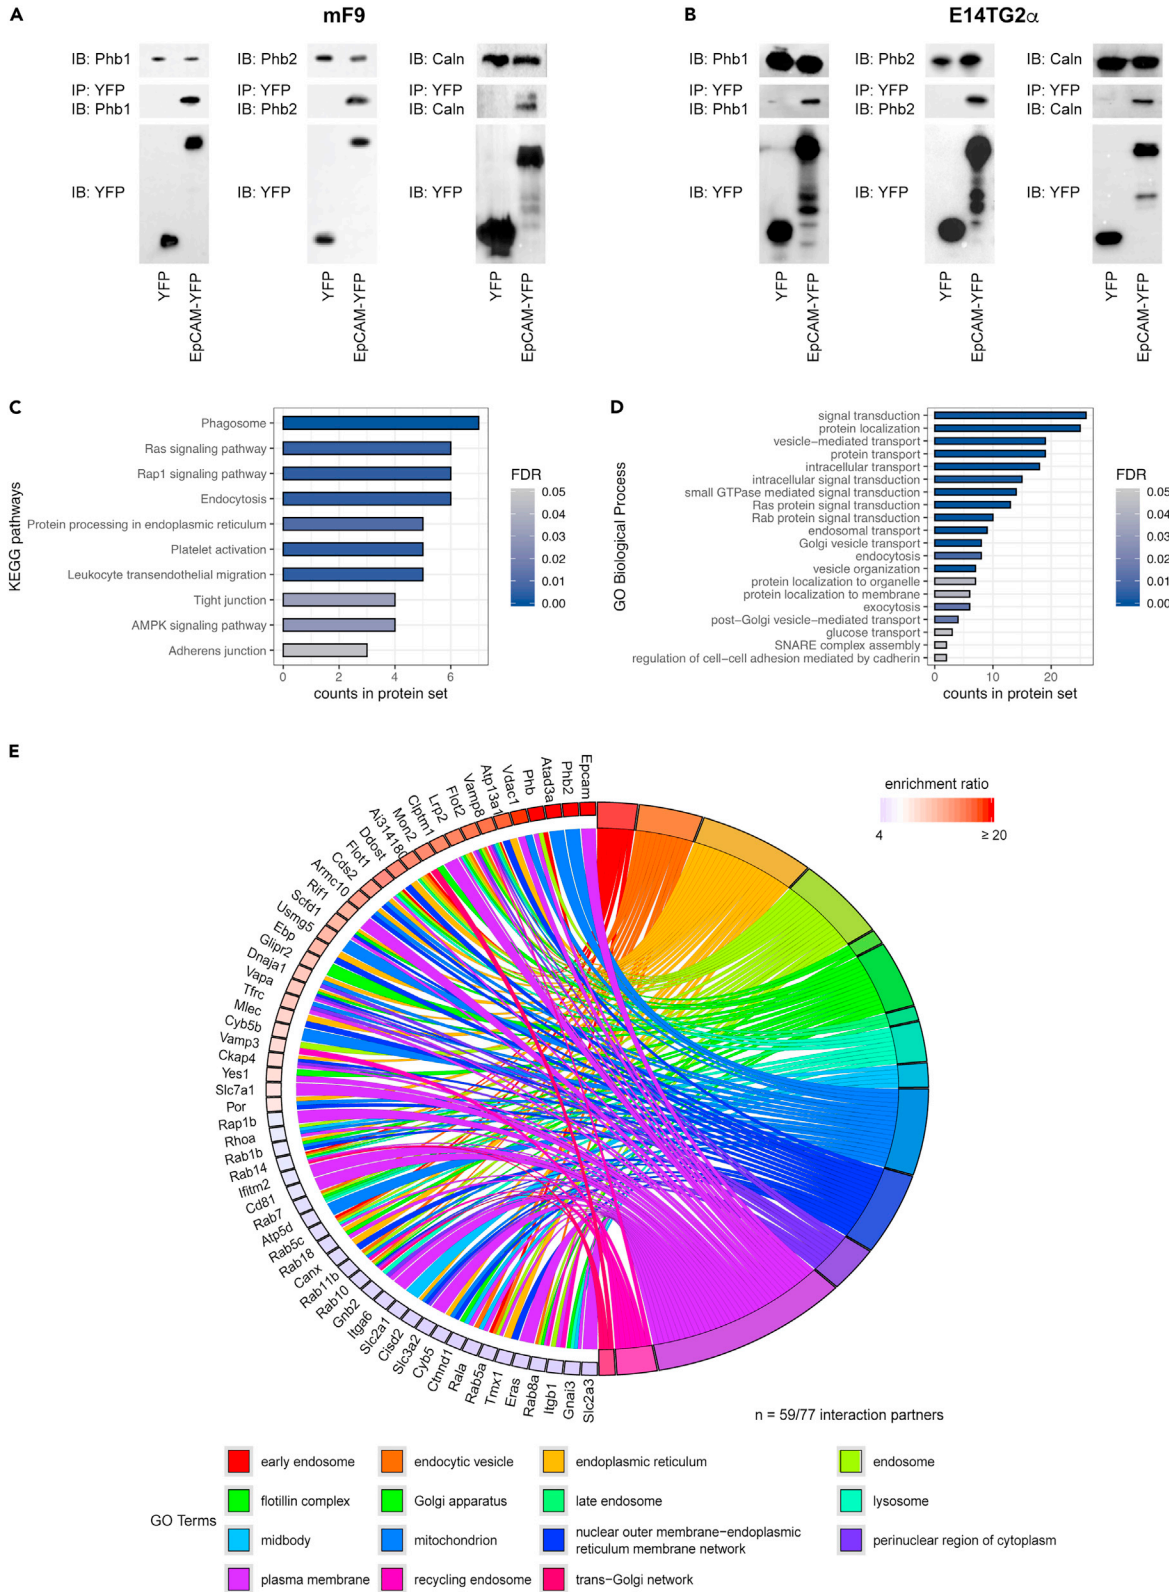 A
mF9
B
E14TG2α
IB: Phb1
IB: Phb2
IB: Caln
IB: Phb1
IB: Phb2
IB: Caln
IP: YFP
IB: Phb1
IP: YFP
IB: Phb2
IP: YFP
IB: Caln
IP: YFP
IB: Phb1
IP: YFP
IB: Phb2
IP: YFP
IB: Caln
IB: YFP
IB: YFP
IB: YFP
IB: YFP
IB: YFP
IB: YFP
YFP
EpCAM-YFP
YFP
EpCAM-YFP
YFP
EpCAM-YFP
YFP
EpCAM-YFP
YFP
EpCAM-YFP
YFP
EpCAM-YFP
C
KEGG pathways
Phagosome
Ras signaling pathway
Rap1 signaling pathway
Endocytosis
Protein processing in endoplasmic reticulum
Platelet activation
Leukocyte transendothelial migration
Tight junction
AMPK signaling pathway
Adherens junction
0 2 4 6
counts in protein set
FDR
0.05
0.04
0.03
0.02
0.01
0.00
D
GO Biological Process
signal transduction
protein localization
vesicle−mediated transport
protein transport
intracellular transport
intracellular signal transduction
small GTPase mediated signal transduction
Ras protein signal transduction
Rab protein signal transduction
endosomal transport
Golgi vesicle transport
endocytosis
vesicle organization
protein localization to organelle
protein localization to membrane
exocytosis
post−Golgi vesicle−mediated transport
glucose transport
SNARE complex assembly
regulation of cell−cell adhesion mediated by cadherin
0 10 20
counts in protein set
FDR
0.05
0.04
0.03
0.02
0.01
0.00
E
Epcam
Phb2
Atad3a
Phb
Vdac1
Atp13a1
Vamp8
Flot2
Lrp2
Clptm1
Mon2
Ai314180
Ddost
Flot1
Cds2
Armc10
Rif1
Scfd1
Usmg5
Ebp
Glipr2
Dnaja1
Vapa
Tfrc
Mlec
Cyb5b
Vamp3
Ckap4
Yes1
Slc7a1
Por
Rap1b
Rhoa
Rab1b
Rab14
Ifitm2
Cd81
Rab7
Atp5d
Rab5c
Rab18
Canx
Rab11b
Rab10
Gnb2
Itga6
Slc2a1
Cisd2
Slc3a2
Cyb5
Ctnnd1
Rala
Rab5a
Tmx1
Eras
Rab8a
Itgb1
Gnai3
Slc2a3
enrichment ratio
4 ≥ 20
n = 59/77 interaction partners
GO Terms
early endosome
endocytic vesicle
endoplasmic reticulum
endosome
flotillin complex
Golgi apparatus
late endosome
lysosome
midbody
mitochondrion
nuclear outer membrane−endoplasmic
reticulum membrane network
perinuclear region of cytoplasm
plasma membrane
recycling endosome
trans−Golgi network